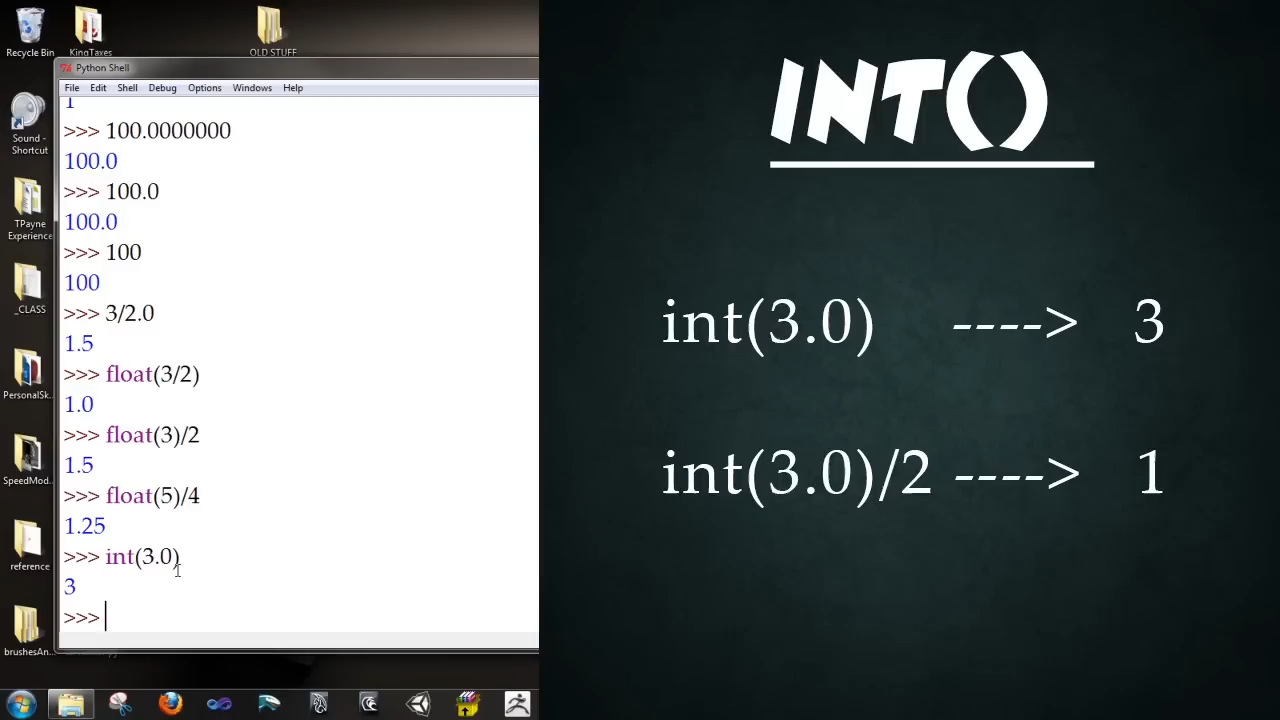 Recycle Bin
KingTaxes
OLD STUFF
Sound -
Shortcut
TPayne
Experience
_CLASS
PersonalSk...
SpeedMod...
reference
brushesAn...
Python Shell
File Edit Shell Debug Options Windows Help
1
>>> 100.0000000
100.0
>>> 100.0
100.0
>>> 100
100
>>> 3/2.0
1.5
>>> float(3/2)
1.0
>>> float(3)/2
1.5
>>> float(5)/4
1.25
>>> int(3.0)
3
>>>
INT()
int(3.0) ----> 3
int(3.0)/2 ----> 1